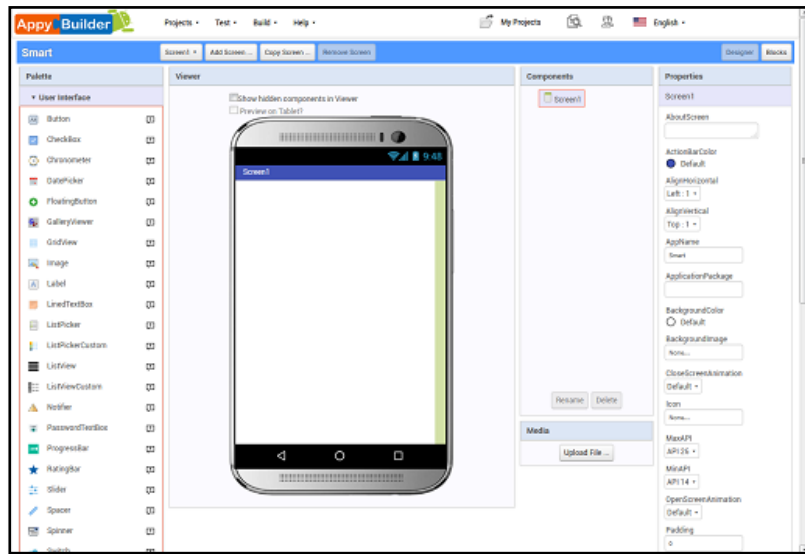 Appy Builder
Projects Test Build Help My Projects English
Smart
Screen1 Add Screen ... Copy Screen ... Remove Screen Designer Blocks
Palette
User Interface
Button
CheckBox
Chronometer
DatePicker
FloatingButton
GalleryViewer
GridView
Image
Label
LinedTextBox
ListPicker
ListPickerCustom
ListView
ListViewCustom
Notifier
PasswordTextBox
ProgressBar
RatingBar
Slider
Spacer
Spinner
Switch
Viewer
Show hidden components in Viewer
Preview on Tablet?
9:48
Screen1
Components
Screen1
Rename Delete
Media
Upload File ...
Properties
Screen1
AboutScreen
ActionBarColor
Default
AlignHorizontal
Left : 1
AlignVertical
Top : 1
AppName
Smart
ApplicationPackage
BackgroundColor
Default
BackgroundImage
None...
CloseScreenAnimation
Default
Icon
None...
MaxAPI
API 26
MinAPI
API 14
OpenScreenAnimation
Default
Padding
0